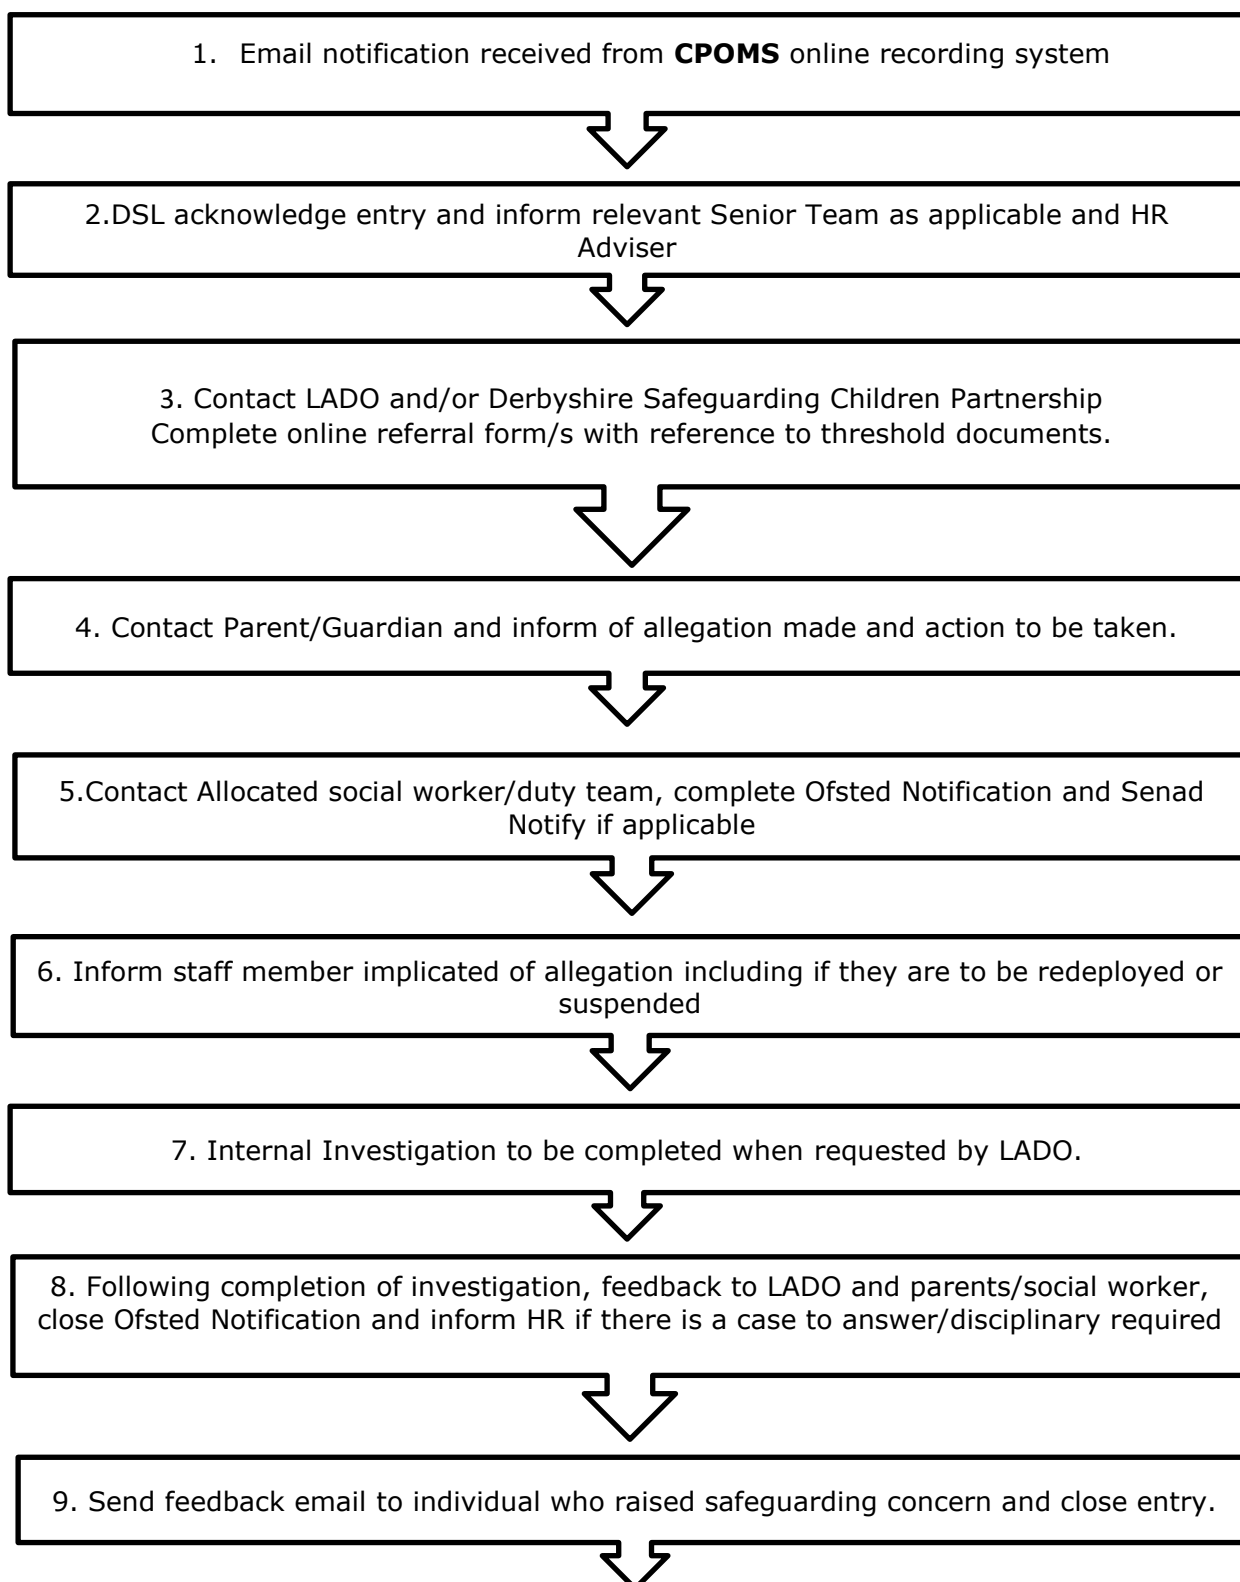 1. Email notification received from CPOMS online recording system
2.DSL acknowledge entry and inform relevant Senior Team as applicable and HR
Adviser
3. Contact LADO and/or Derbyshire Safeguarding Children Partnership
Complete online referral form/s with reference to threshold documents.
4. Contact Parent/Guardian and inform of allegation made and action to be taken.
5.Contact Allocated social worker/duty team, complete Ofsted Notification and Senad
Notify if applicable
6. Inform staff member implicated of allegation including if they are to be redeployed or
suspended
7. Internal Investigation to be completed when requested by LADO.
8. Following completion of investigation, feedback to LADO and parents/social worker,
close Ofsted Notification and inform HR if there is a case to answer/disciplinary required
9. Send feedback email to individual who raised safeguarding concern and close entry.